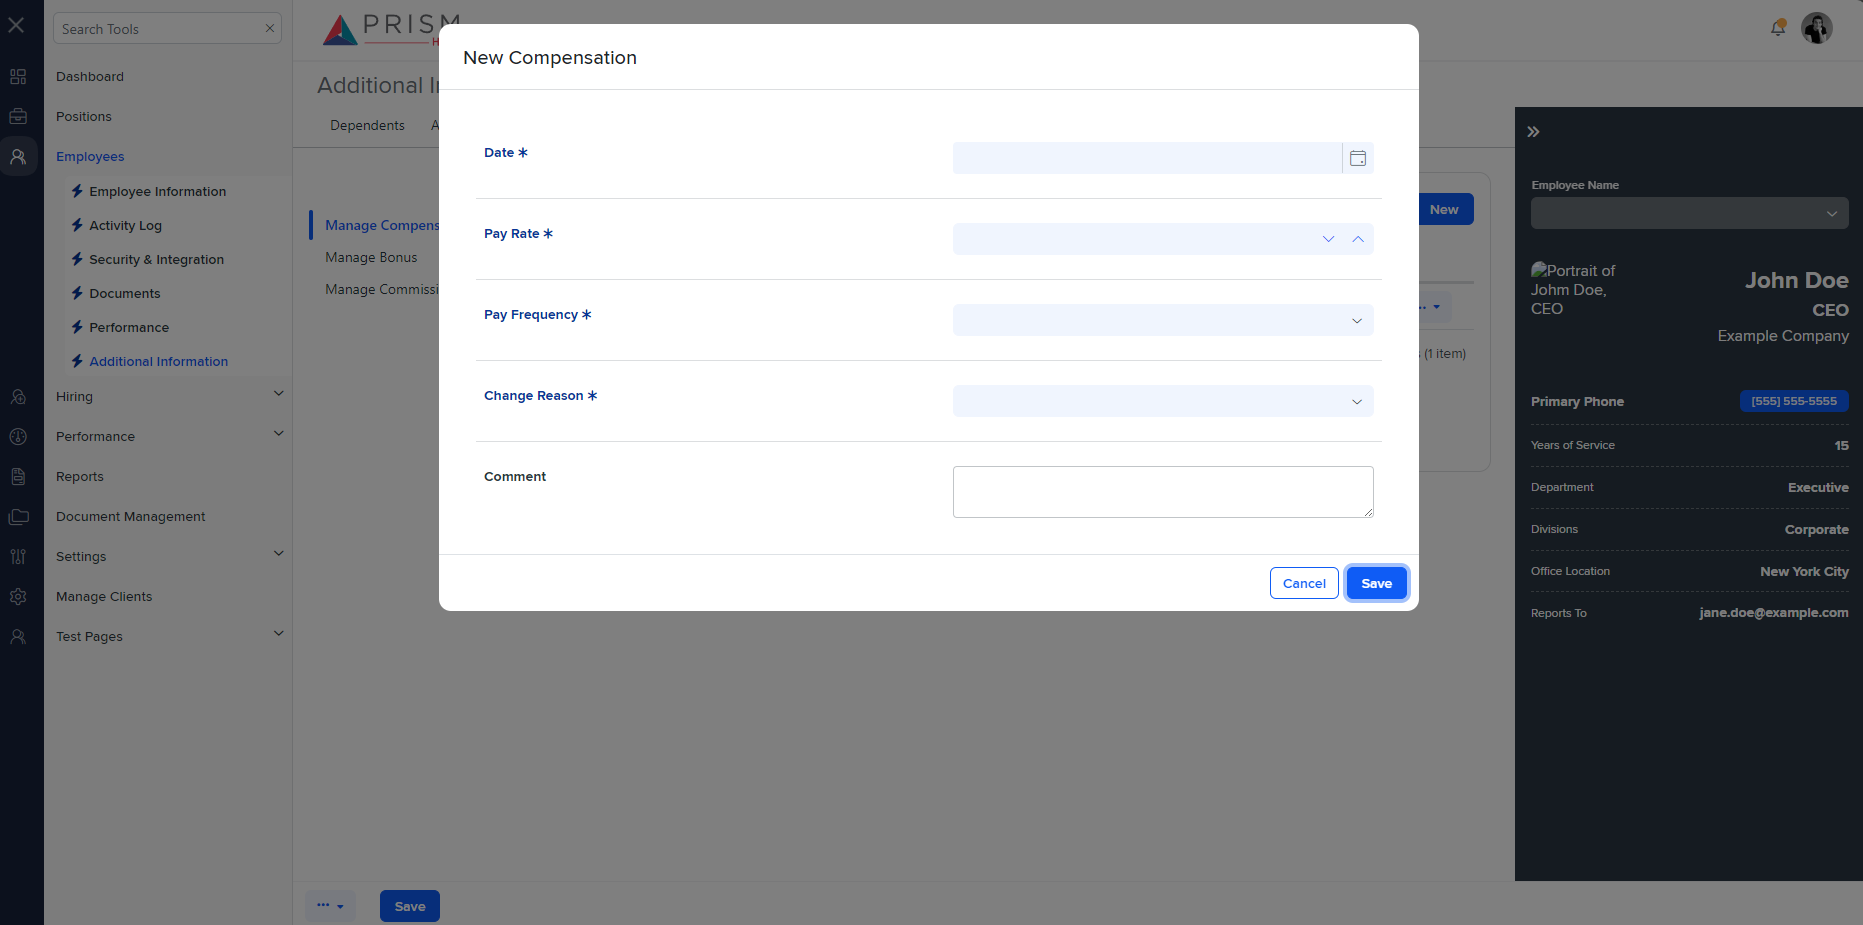 Search Tools
Dashboard
Positions
Employees
Employee Information
Activity Log
Security & Integration
Documents
Performance
Additional Information
Hiring
Performance
Reports
Document Management
Settings
Manage Clients
Test Pages
PRISM
H
Additional I
Dependents A
Manage Compens
Manage Bonus
Manage Commissi
New
(1 item)
New Compensation
Date *
Pay Rate *
Pay Frequency *
Change Reason *
Comment
Cancel
Save
Employee Name
Portrait of
Johm Doe,
CEO
John Doe
CEO
Example Company
Primary Phone [555] 555-5555
Years of Service 15
Department Executive
Divisions Corporate
Office Location New York City
Reports To jane.doe@example.com
... Save